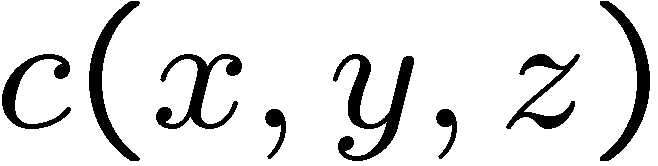 c(x, y, z)